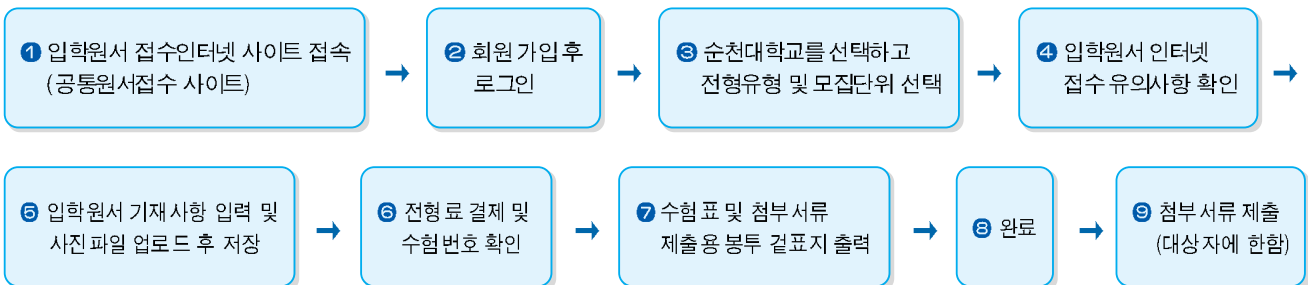 ❶ 입학원서 접수인터넷 사이트 접속
(공통원서접수 사이트)
❷ 회원 가입 후
로그인
❸ 순천대학교를 선택하고
전형유형 및 모집단위 선택
❹ 입학원서 인터넷
접수 유의사항 확인
❺ 입학원서 기재사항 입력 및
사진 파일 업로드 후 저장
❻ 전형료 결제 및
수험번호 확인
❼ 수험표 및 첨부서류
제출용 봉투 겉표지 출력
❽ 완료
❾ 첨부서류 제출
(대상자에 한함)